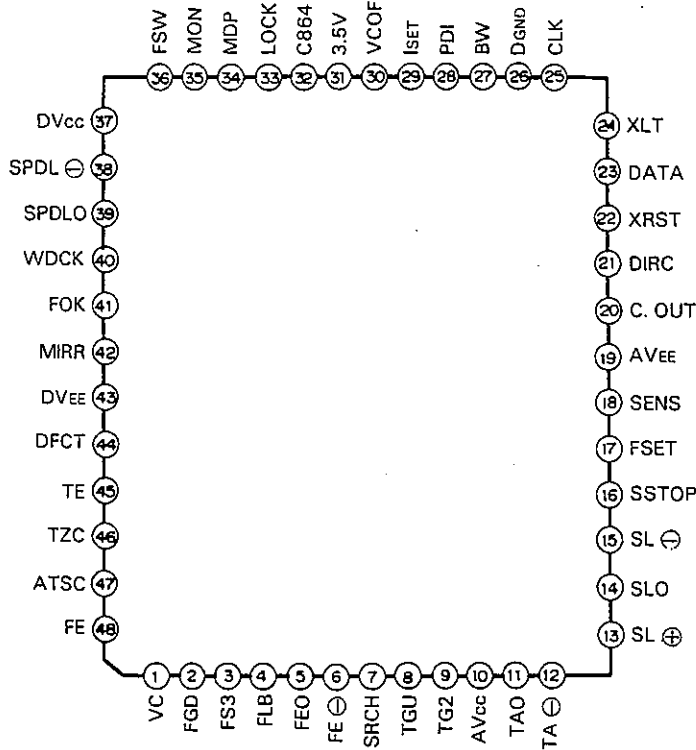 FSW MON MDP LOCK C864 3.5V VCOF ISET PDI BW DGND CLK
36 35 34 33 32 31 30 29 28 27 26 25
DVcc 37
SPDL ⊖ 38
SPDLO 39
WDCK 40
FOK 41
MIRR 42
DVEE 43
DFCT 44
TE 45
TZC 46
ATSC 47
FE 48
24 XLT
23 DATA
22 XRST
21 DIRC
20 C. OUT
19 AVEE
18 SENS
17 FSET
16 SSTOP
15 SL ⊖
14 SLO
13 SL ⊕
1 2 3 4 5 6 7 8 9 10 11 12
VC FGD FS3 FLB FEO FE ⊖ SRCH TGU TG2 AVcc TAO TA ⊖